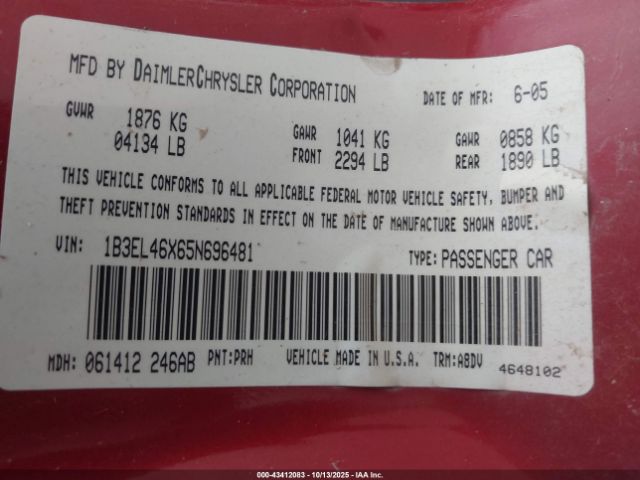 MFD BY DAIMLERCHRYSLER CORPORATION DATE OF MFR: 6-05
GVWR 1876 KG GAWR 1041 KG GAWR 0858 KG
04134 LB FRONT 2294 LB REAR 1890 LB
THIS VEHICLE CONFORMS TO ALL APPLICABLE FEDERAL MOTOR VEHICLE SAFETY, BUMPER AND
THEFT PREVENTION STANDARDS IN EFFECT ON THE DATE OF MANUFACTURE SHOWN ABOVE.
VIN: 1B3EL46X65N696481 TYPE: PASSENGER CAR
MDH: 061412 246AB PNT:PRH VEHICLE MADE IN U.S.A. TRM:A8DV 4648102
000-43412083 - 10/13/2025 - IAA Inc.